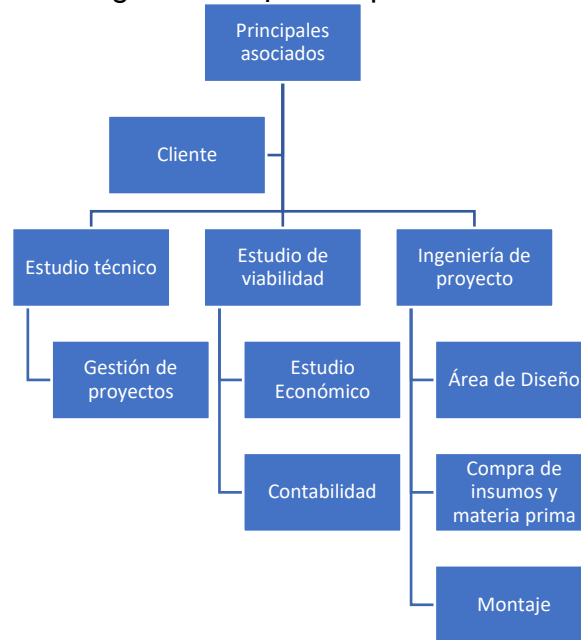 Principales
asociados
Cliente
Estudio técnico
Estudio de
viabilidad
Ingeniería de
proyecto
Gestión de
proyectos
Estudio
Económico
Área de Diseño
Contabilidad
Compra de
insumos y
materia prima
Montaje